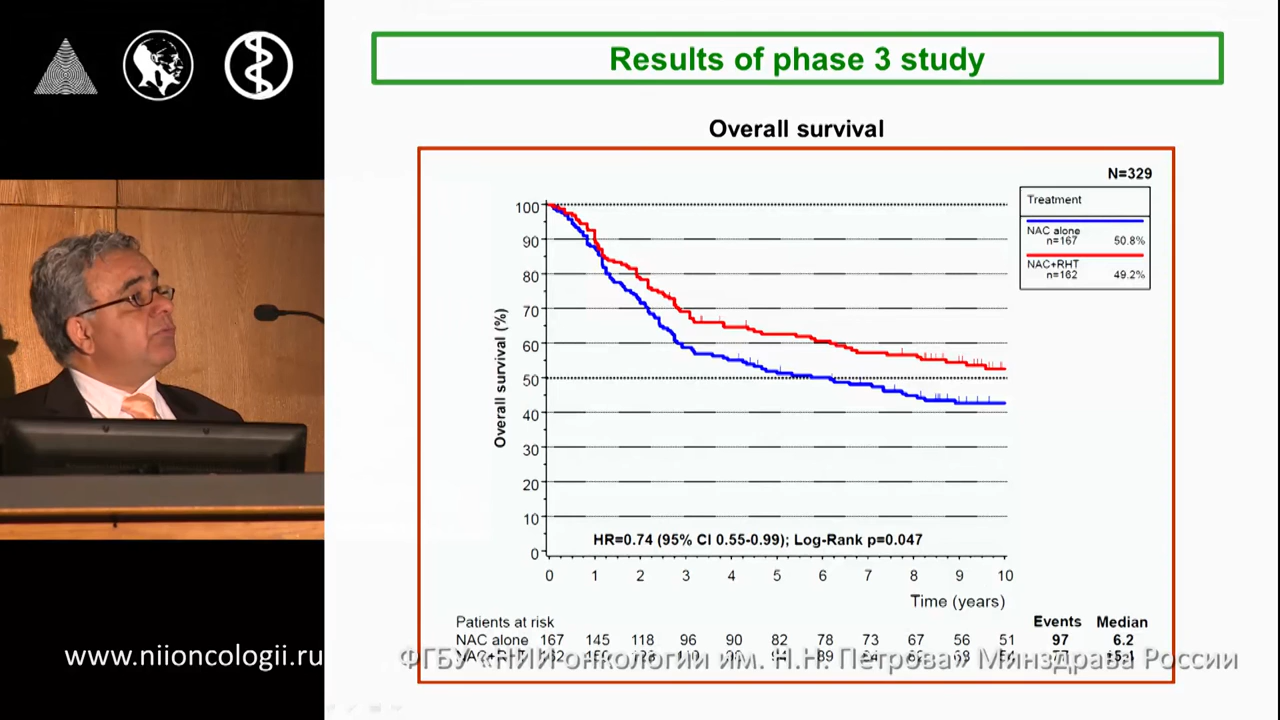 Results of phase 3 study
Overall survival
N=329
Treatment
NAC alone
n=167 50.8%
NAC+RHT
n=162 49.2%
100
90
80
70
60
50
40
30
20
10
0
Overall survival (%)
HR=0.74 (95% CI 0.55-0.99); Log-Rank p=0.047
0 1 2 3 4 5 6 7 8 9 10
Time (years)
Patients at risk Events Median
NAC alone 167 145 118 96 90 82 78 73 67 56 51 97 6.2
NAC+RHT 162
www.niioncologii.ru
ФГБУ «НИИ онкологии им. Н.Н. Петрова» Минздрава России